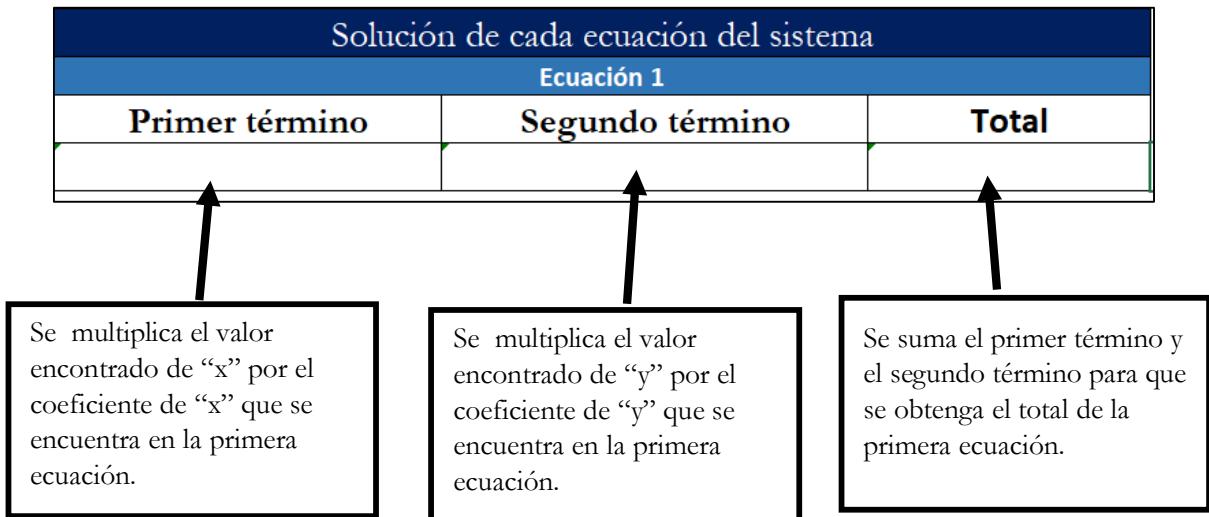 Solución de cada ecuación del sistema
Ecuación 1
Primer término Segundo término Total
Se multiplica el valor
encontrado de “x” por el
coeficiente de “x” que se
encuentra en la primera
ecuación.
Se multiplica el valor
encontrado de “y” por el
coeficiente de “y” que se
encuentra en la primera
ecuación.
Se suma el primer término y
el segundo término para que
se obtenga el total de la
primera ecuación.